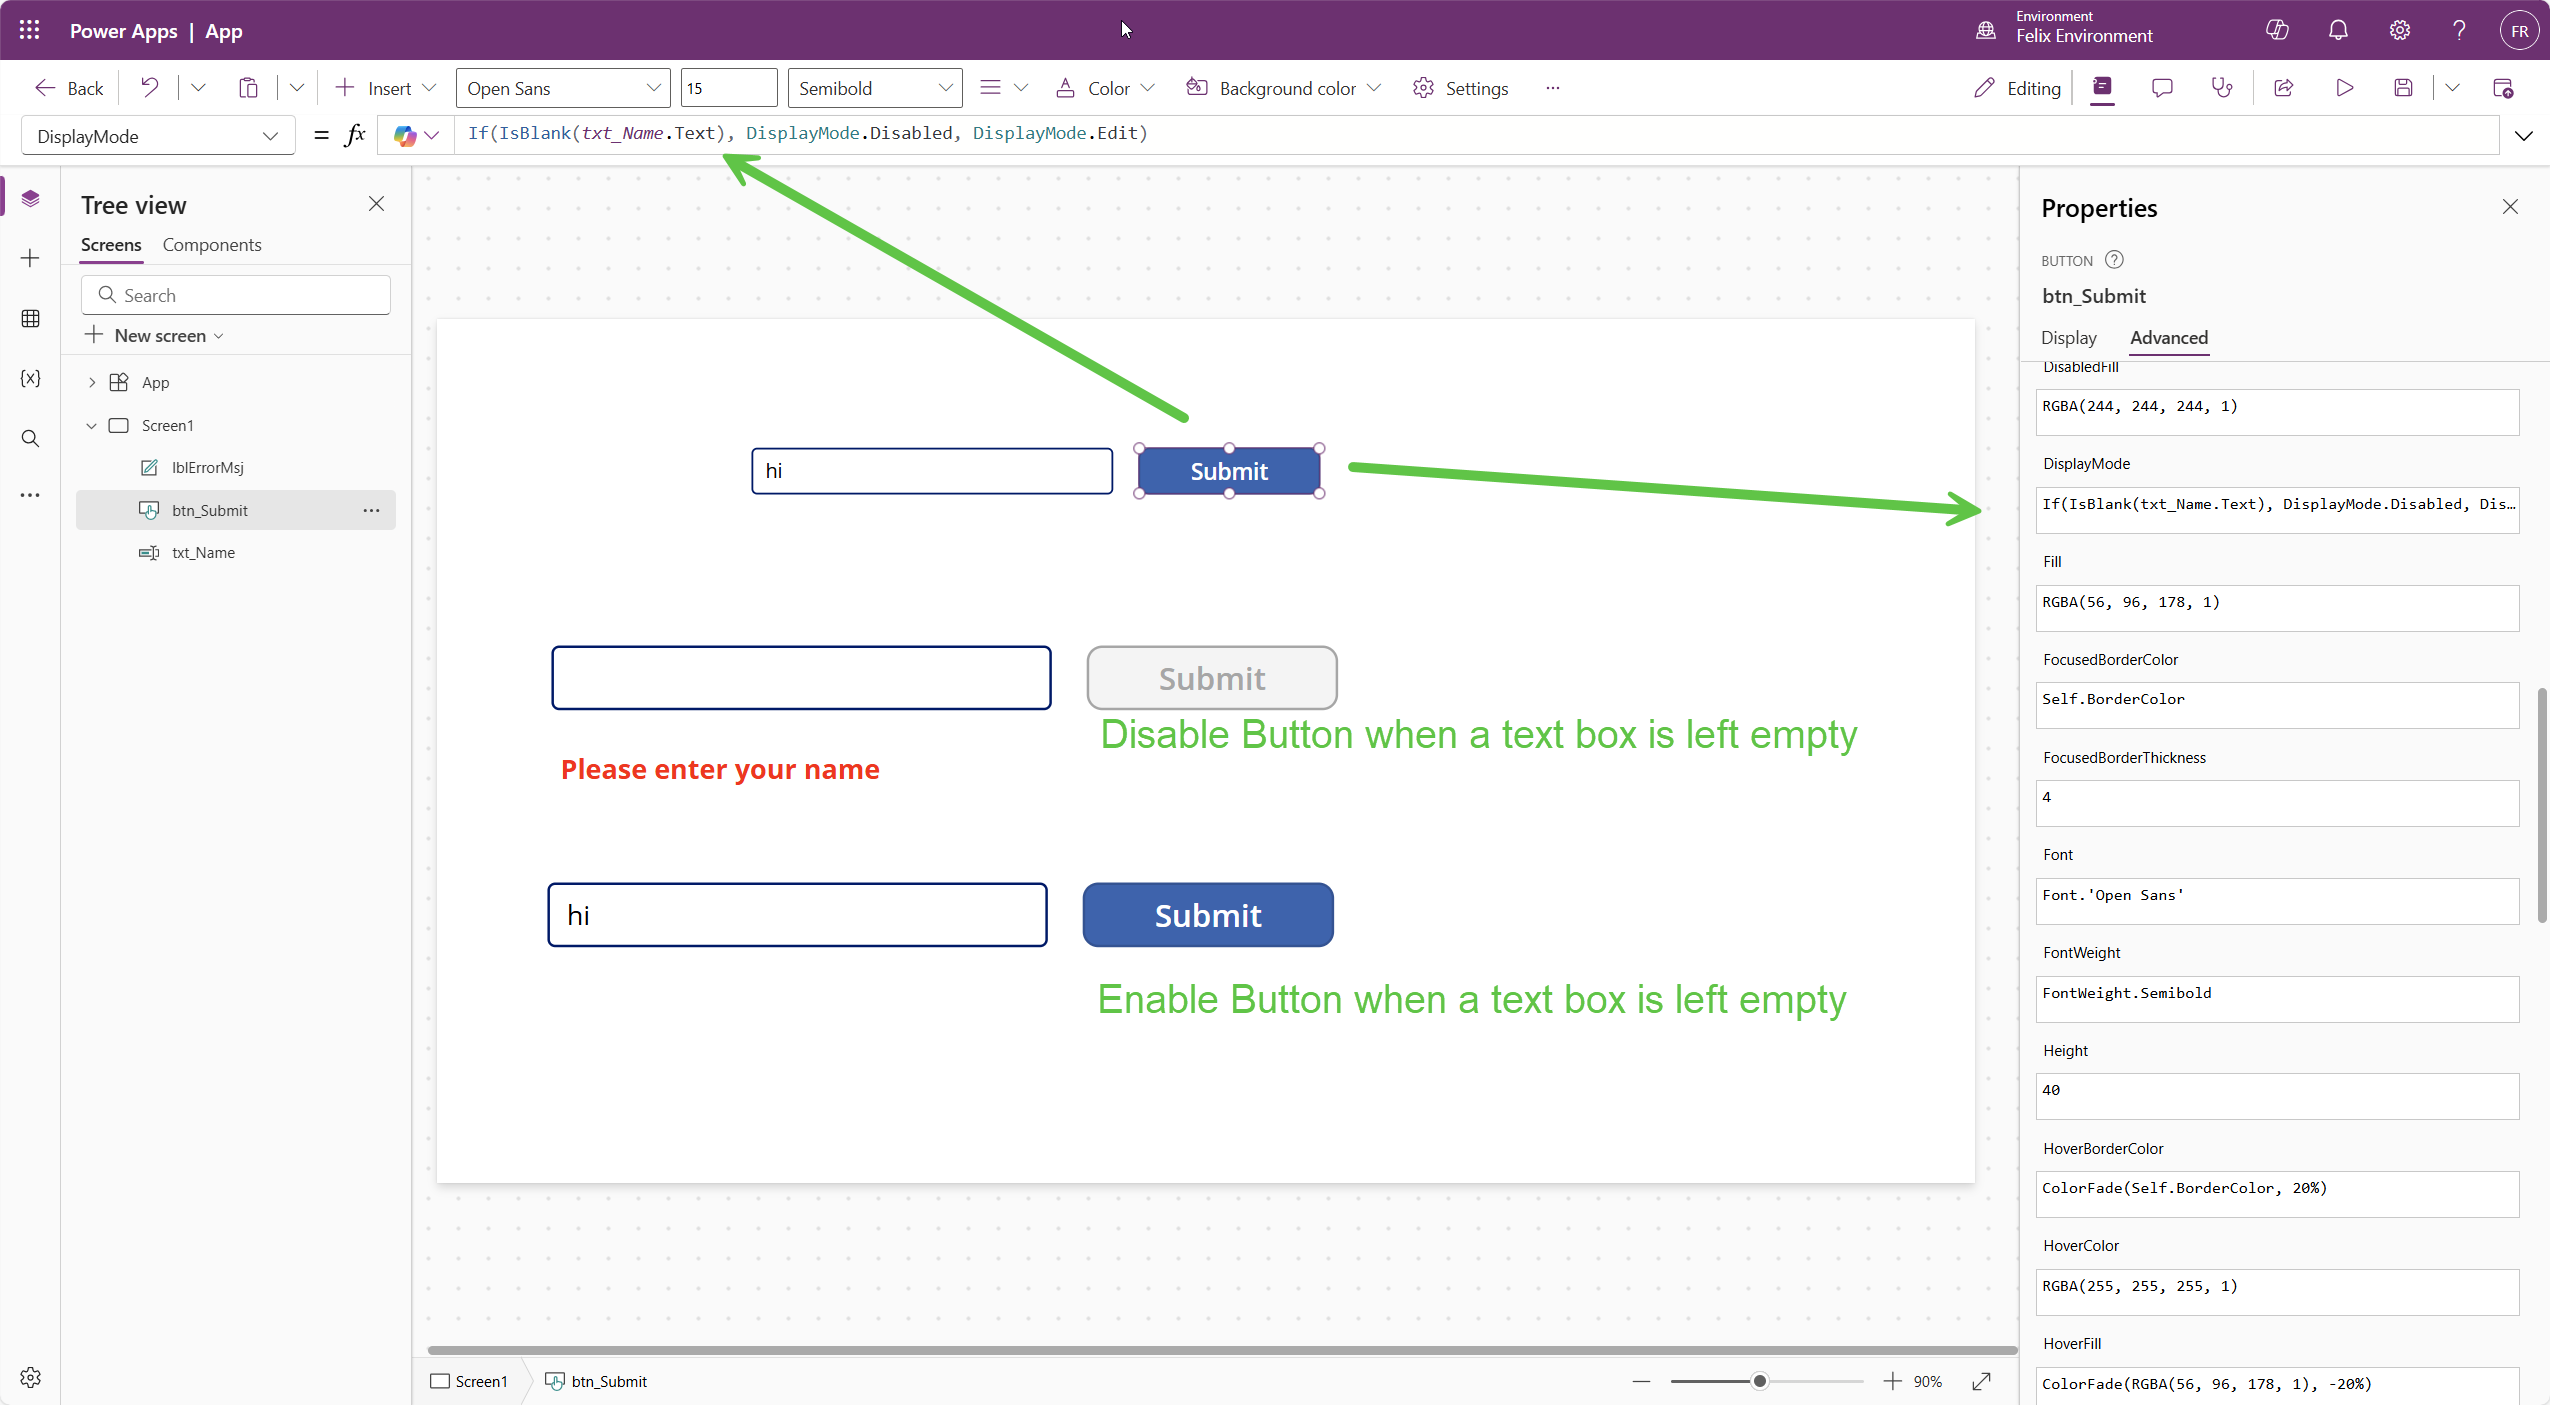 Power Apps | App
Environment
Felix Environment
FR
Back
Insert
Open Sans
15
Semibold
Color
Background color
Settings
...
Editing
DisplayMode
= fx
If(IsBlank(txt_Name.Text), DisplayMode.Disabled, DisplayMode.Edit)
Tree view
Screens
Components
Search
New screen
App
Screen1
lblErrorMsj
btn_Submit
...
txt_Name
hi
Submit
Submit
Disable Button when a text box is left empty
Please enter your name
hi
Submit
Enable Button when a text box is left empty
Screen1
btn_Submit
90%
Properties
BUTTON
btn_Submit
Display
Advanced
DisabledFill
RGBA(244, 244, 244, 1)
DisplayMode
If(IsBlank(txt_Name.Text), DisplayMode.Disabled, Dis...
Fill
RGBA(56, 96, 178, 1)
FocusedBorderColor
Self.BorderColor
FocusedBorderThickness
4
Font
Font.'Open Sans'
FontWeight
FontWeight.Semibold
Height
40
HoverBorderColor
ColorFade(Self.BorderColor, 20%)
HoverColor
RGBA(255, 255, 255, 1)
HoverFill
ColorFade(RGBA(56, 96, 178, 1), -20%)